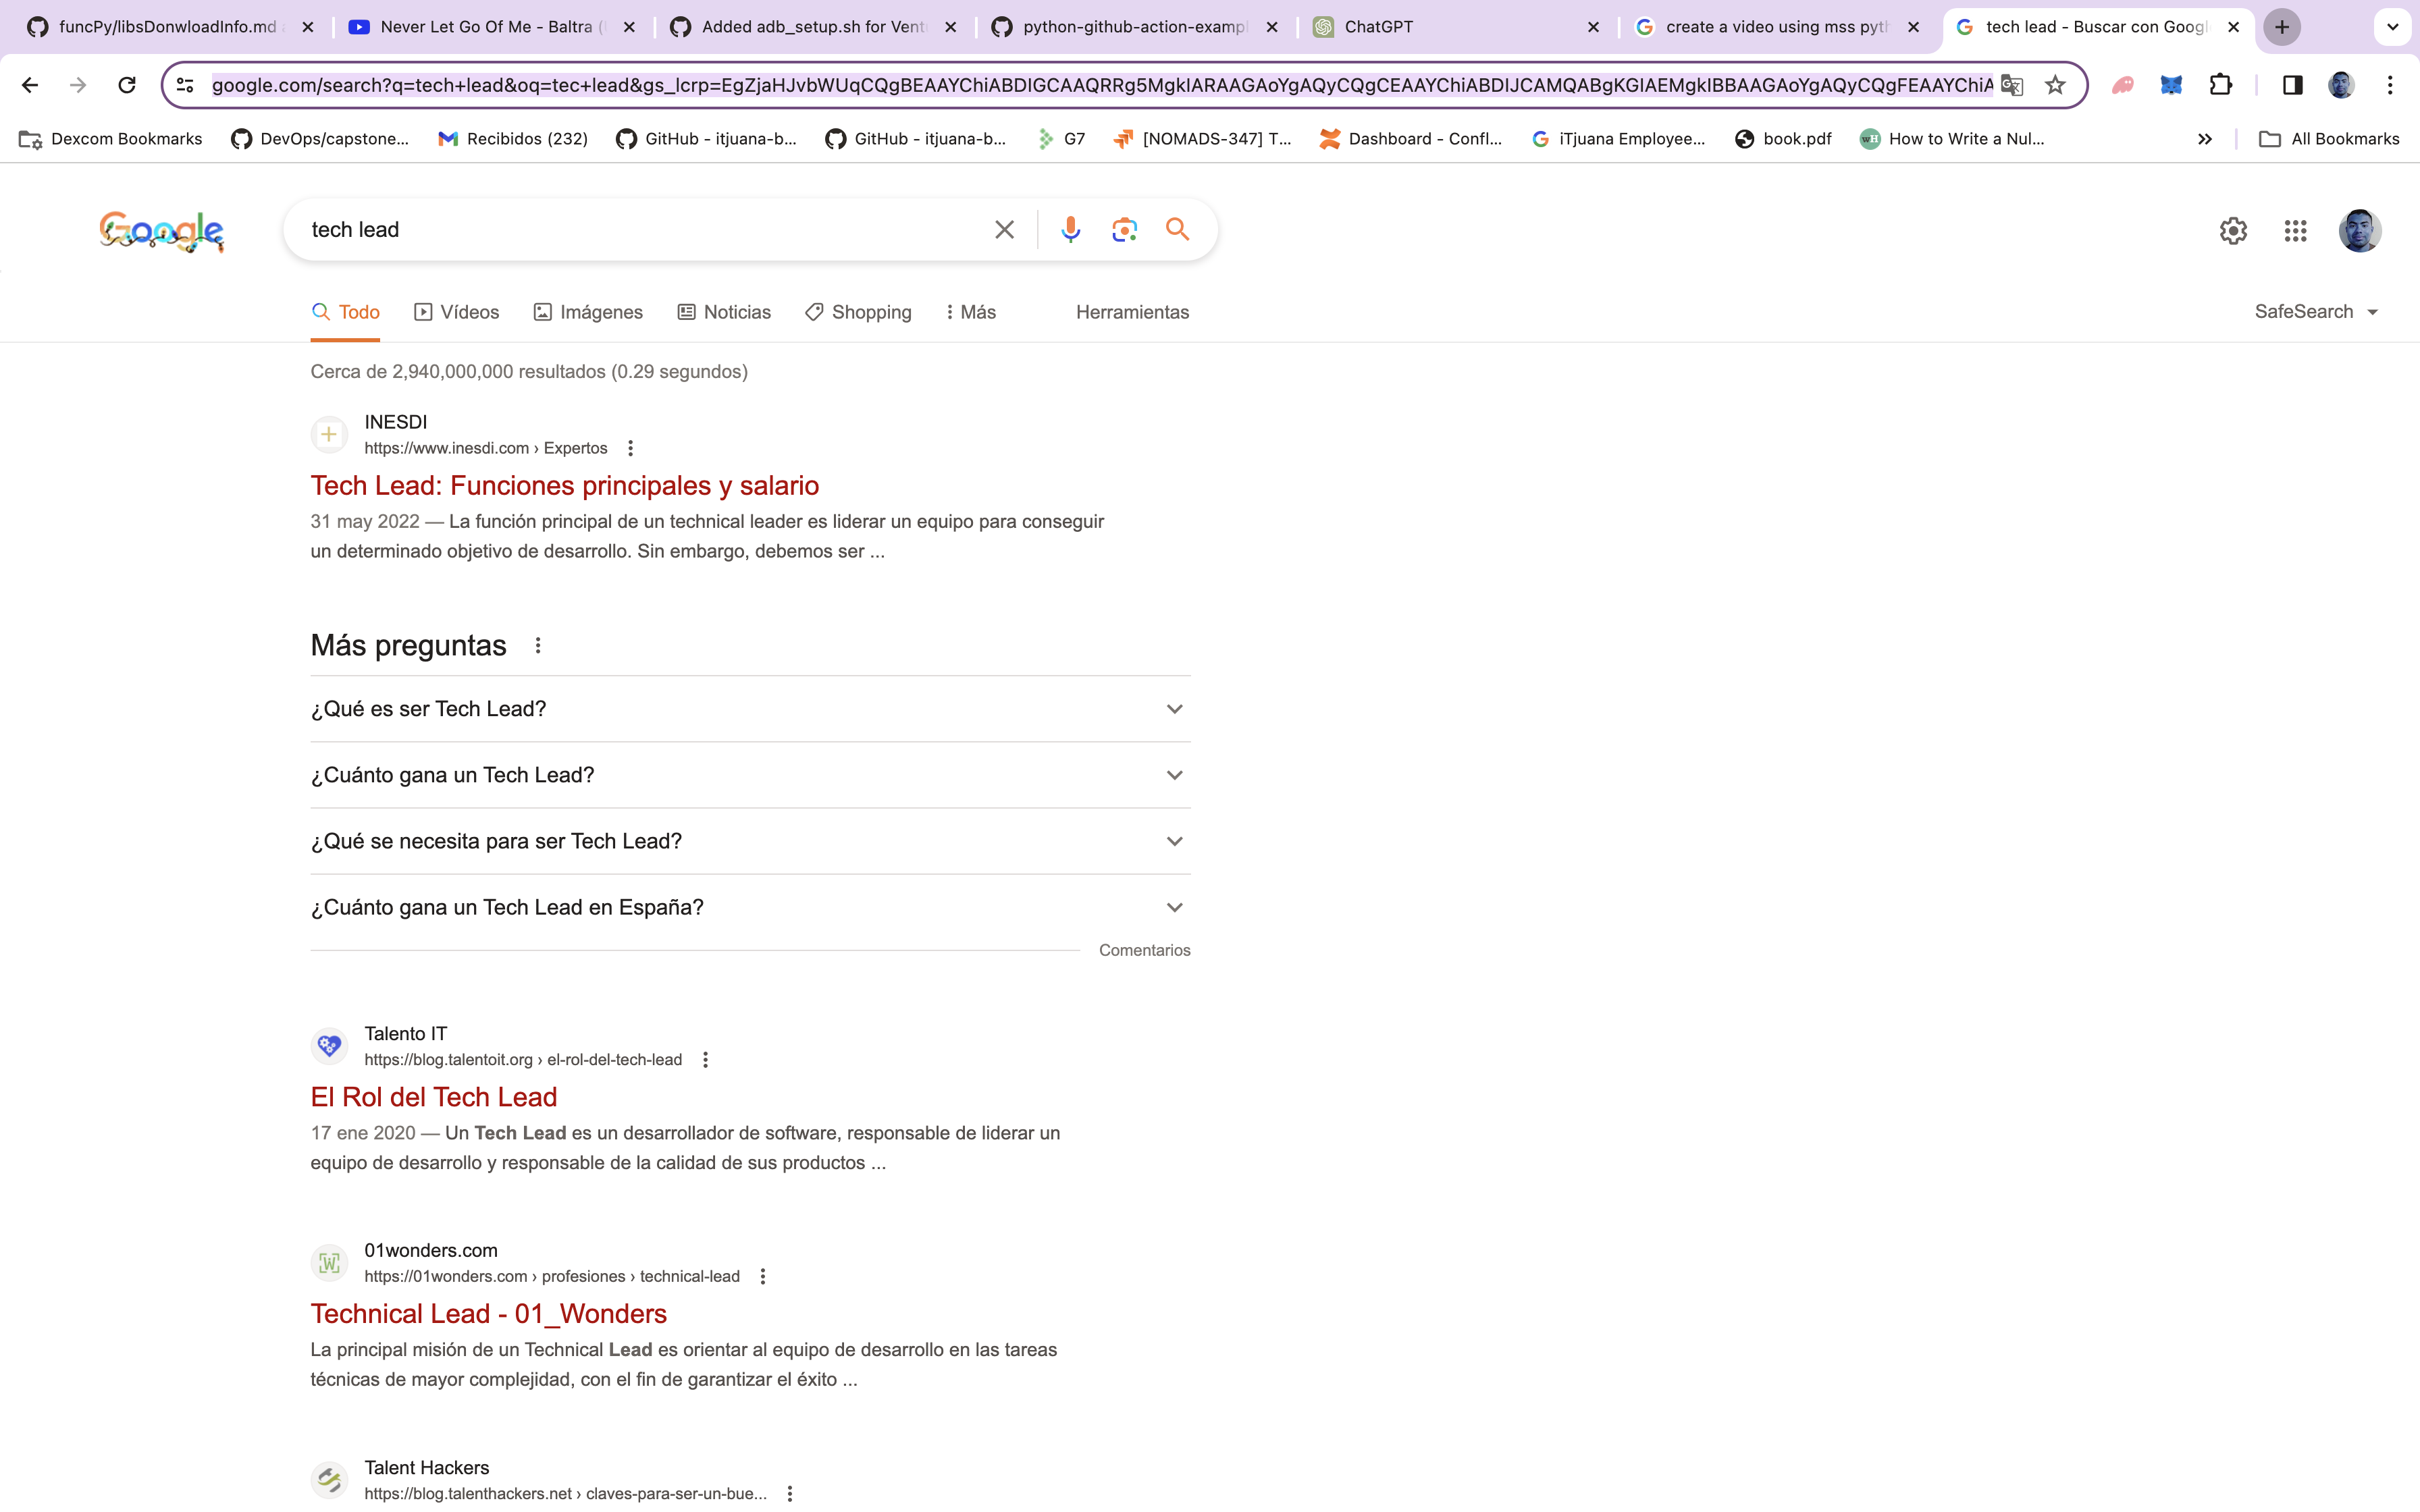 funcPy/libsDonwloadInfo.md
Never Let Go Of Me - Baltra (
Added adb_setup.sh for Vent
python-github-action-exampl
ChatGPT
create a video using mss pyth
tech lead - Buscar con Googl
google.com/search?q=tech+lead&oq=tec+lead&gs_lcrp=EgZjaHJvbWUqCQgBEAAYChiABDIGCAAQRRg5MgkIARAAGAoYgAQyCQgCEAAYChiABDIJCAMQABgKGIAEMgkIBBAAGAoYgAQyCQgFEAAYChiA
Dexcom Bookmarks
DevOps/capstone...
Recibidos (232)
GitHub - itjuana-b...
GitHub - itjuana-b...
G7
[NOMADS-347] T...
Dashboard - Confl...
iTjuana Employee...
book.pdf
How to Write a Nul...
All Bookmarks
Google
tech lead
Todo
Vídeos
Imágenes
Noticias
Shopping
Más
Herramientas
SafeSearch
Cerca de 2,940,000,000 resultados (0.29 segundos)
INESDI
https://www.inesdi.com › Expertos
Tech Lead: Funciones principales y salario
31 may 2022 — La función principal de un technical leader es liderar un equipo para conseguir
un determinado objetivo de desarrollo. Sin embargo, debemos ser ...
Más preguntas
¿Qué es ser Tech Lead?
¿Cuánto gana un Tech Lead?
¿Qué se necesita para ser Tech Lead?
¿Cuánto gana un Tech Lead en España?
Comentarios
Talento IT
https://blog.talentoit.org › el-rol-del-tech-lead
El Rol del Tech Lead
17 ene 2020 — Un Tech Lead es un desarrollador de software, responsable de liderar un
equipo de desarrollo y responsable de la calidad de sus productos ...
01wonders.com
https://01wonders.com › profesiones › technical-lead
Technical Lead - 01_Wonders
La principal misión de un Technical Lead es orientar al equipo de desarrollo en las tareas
técnicas de mayor complejidad, con el fin de garantizar el éxito ...
Talent Hackers
https://blog.talenthackers.net › claves-para-ser-un-bue...